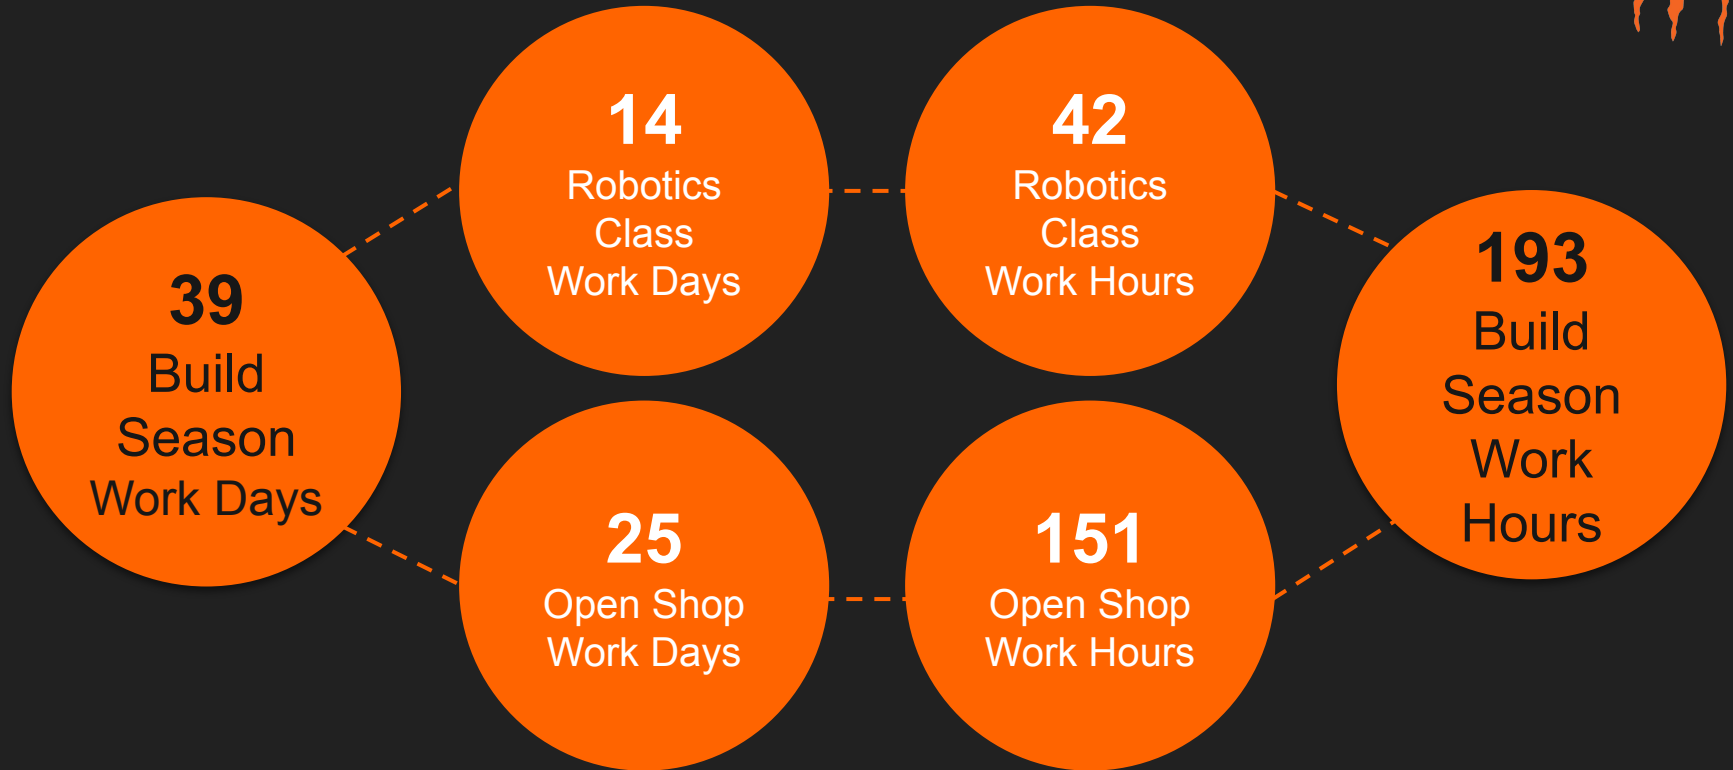 39
Build
Season
Work Days
14
Robotics
Class
Work Days
42
Robotics
Class
Work Hours
25
Open Shop
Work Days
151
Open Shop
Work Hours
193
Build
Season
Work
Hours